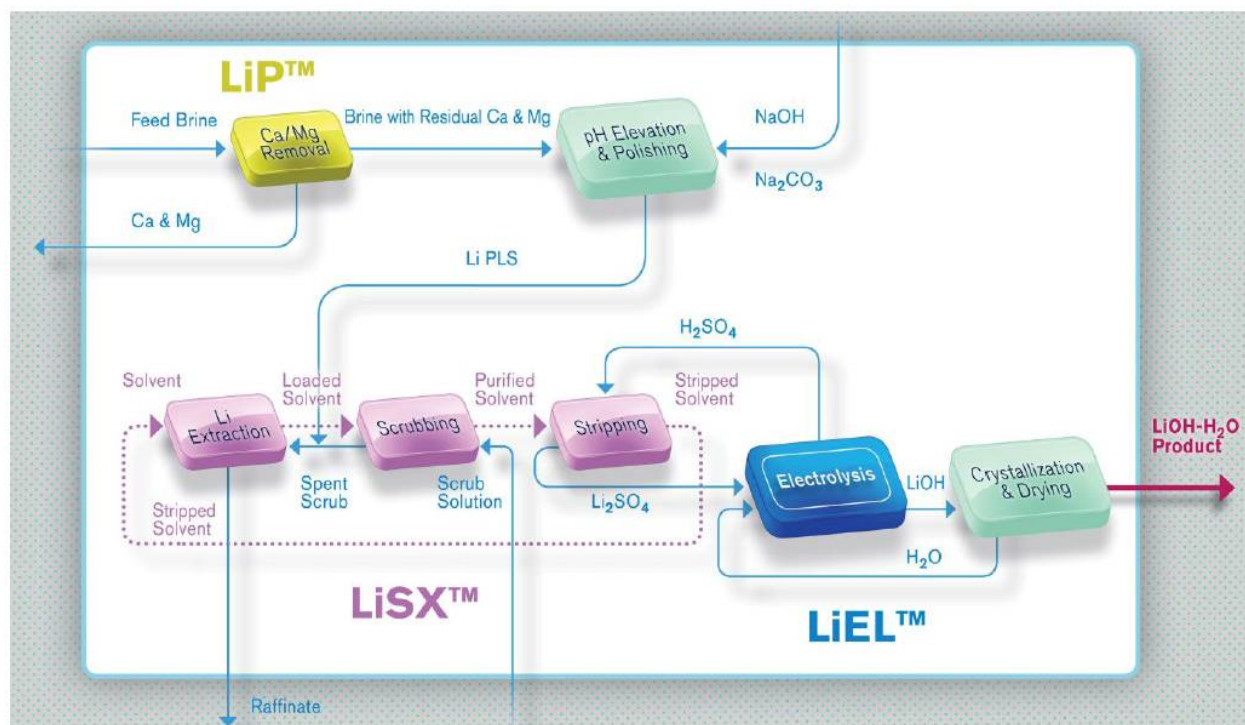 LiP™
Feed Brine
Ca/Mg
Removal
Brine with Residual Ca & Mg
pH Elevation
& Polishing
NaOH
Na₂CO₃
Ca & Mg
Li PLS
H₂SO₄
Solvent
Li
Extraction
Loaded
Solvent
Scrubbing
Purified
Solvent
Stripping
Stripped
Solvent
Spent
Scrub
Scrub
Solution
Li₂SO₄
Stripped
Solvent
Electrolysis
LiOH
Crystallization
& Drying
LiOH-H₂O
Product
H₂O
LiSX™
LiEL™
Raffinate